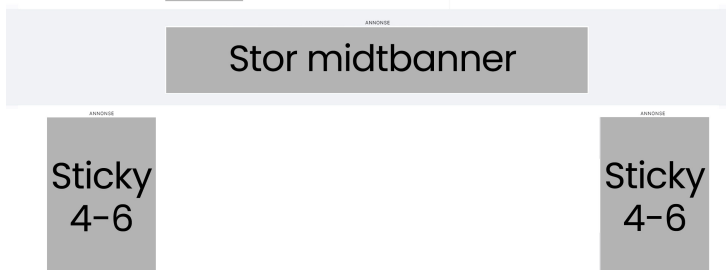 ANNONSE
Stor midtbanner
ANNONSE
Sticky
4-6
ANNONSE
Sticky
4-6